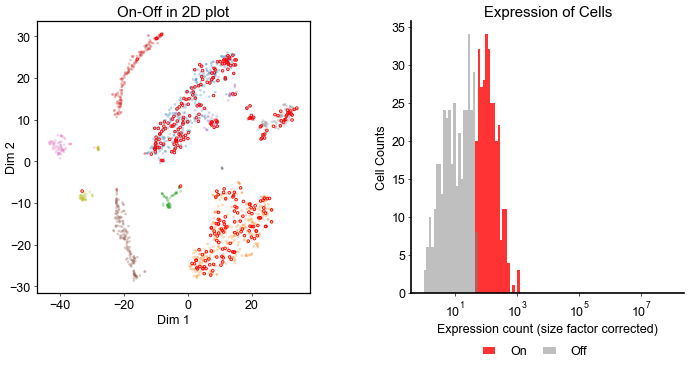 On-Off in 2D plot
30
20
10
0
−10
−20
−30
Dim 2
−40
−20
0
20
Dim 1
Expression of Cells
35
30
25
20
15
10
5
0
Cell Counts
10^1
10^3
10^5
10^7
Expression count (size factor corrected)
On
Off